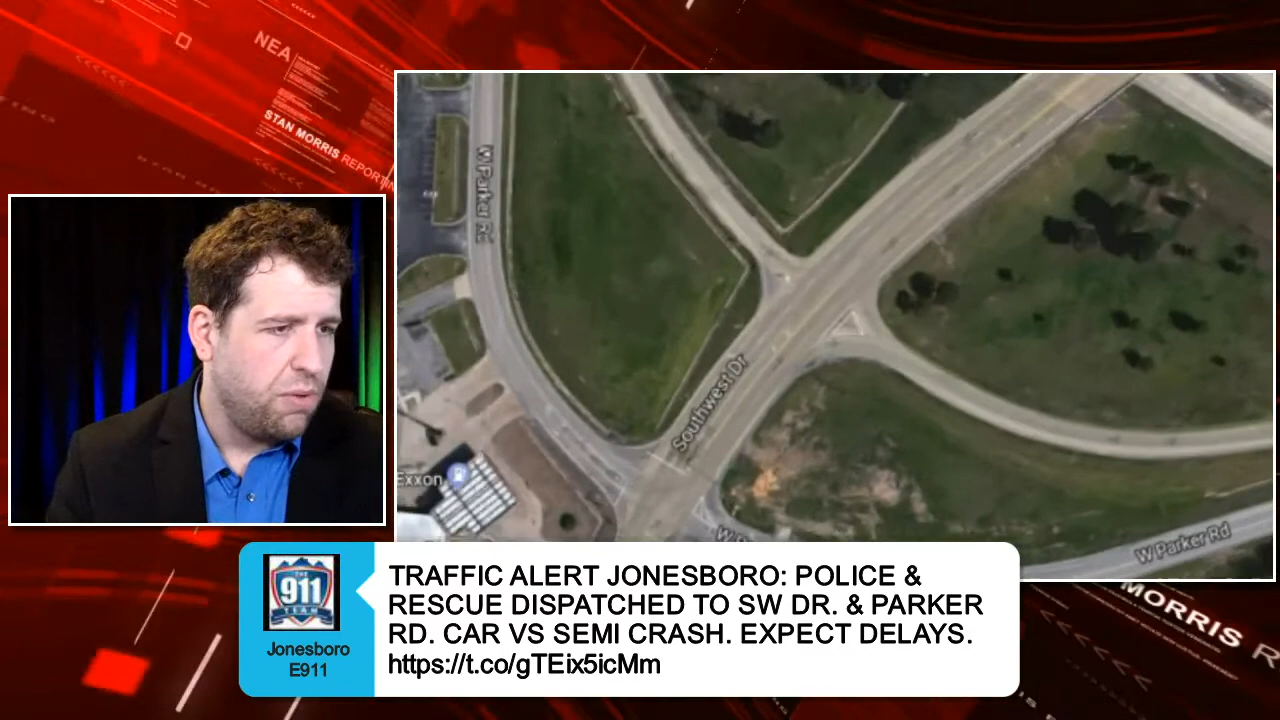 NEA
STAN MORRIS REPORTIN
W Parker Rd
Southwest Dr
Exxon
W Parker Rd
MORRIS R
THE
911
TEAM
Jonesboro
E911
TRAFFIC ALERT JONESBORO: POLICE &
RESCUE DISPATCHED TO SW DR. & PARKER
RD. CAR VS SEMI CRASH. EXPECT DELAYS.
https://t.co/gTEix5icMm